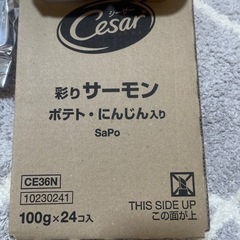 シーザー
Cesar
彩りサーモン
ポテト・にんじん入り
SaPo
CE36N
10230241
100g×24コ入
THIS SIDE UP
この面が上